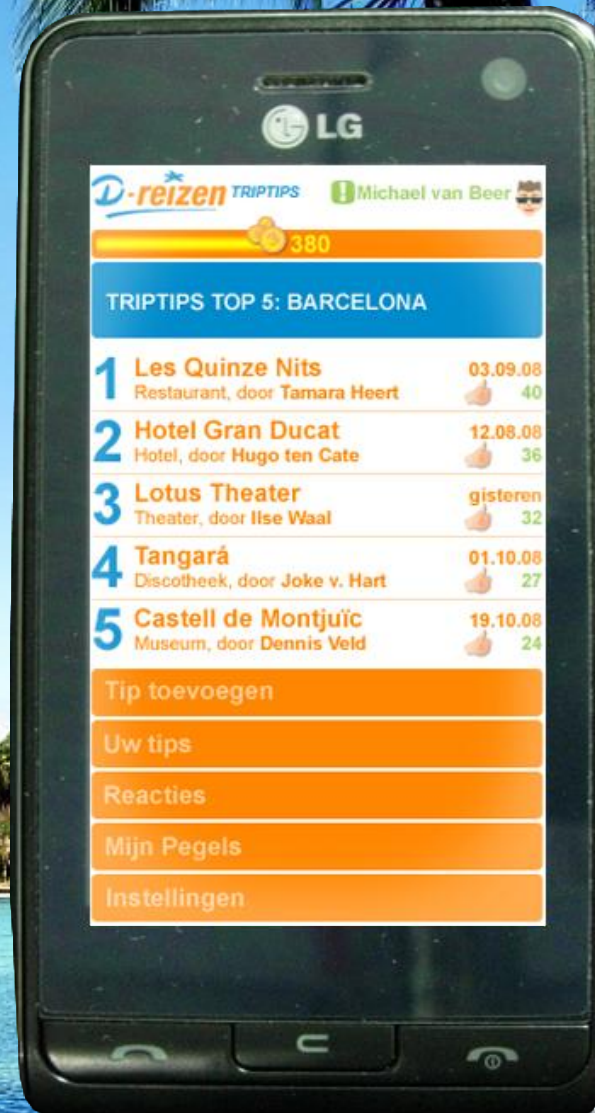 LG
D-reizen TRIPTIPS
Michael van Beer
380
TRIPTIPS TOP 5: BARCELONA
1 Les Quinze Nits 03.09.08
Restaurant, door Tamara Heert 40
2 Hotel Gran Ducat 12.08.08
Hotel, door Hugo ten Cate 36
3 Lotus Theater gisteren
Theater, door Ilse Waal 32
4 Tangará 01.10.08
Discotheek, door Joke v. Hart 27
5 Castell de Montjuïc 19.10.08
Museum, door Dennis Veld 24
Tip toevoegen
Uw tips
Reacties
Mijn Pegels
Instellingen